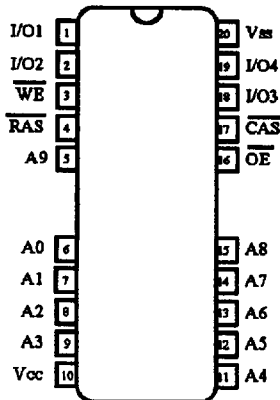 I/O1 1 20 Vss
I/O2 2 19 I/O4
WE 3 18 I/O3
RAS 4 17 CAS
A9 5 16 OE
A0 6 15 A8
A1 7 14 A7
A2 8 13 A6
A3 9 12 A5
Vcc 10 11 A4